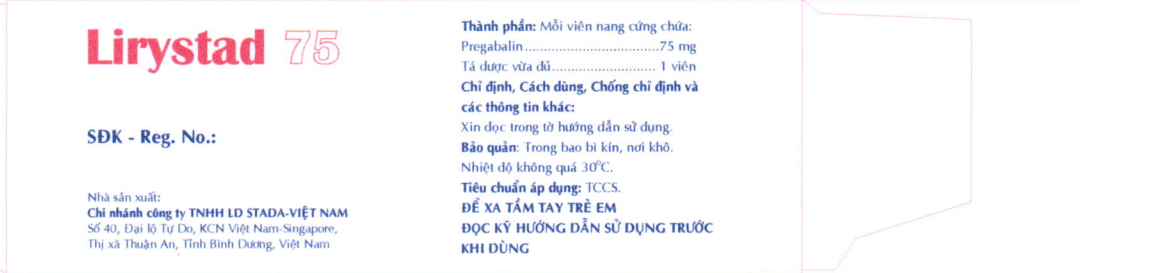 Lirystad 75
SĐK - Reg. No.:
Nhà sản xuất:
Chi nhánh công ty TNHH LD STADA-VIỆT NAM
Số 40, Đại lộ Tự Do, KCN Việt Nam-Singapore,
Thị xã Thuận An, Tỉnh Bình Dương, Việt Nam
Thành phần: Mỗi viên nang cứng chứa:
Pregabalin...................................75 mg
Tá dược vừa đủ........................... 1 viên
Chỉ định, Cách dùng, Chống chỉ định và
các thông tin khác:
Xin đọc trong tờ hướng dẫn sử dụng.
Bảo quản: Trong bao bì kín, nơi khô.
Nhiệt độ không quá 30°C.
Tiêu chuẩn áp dụng: TCCS.
ĐỂ XA TẦM TAY TRẺ EM
ĐỌC KỸ HƯỚNG DẪN SỬ DỤNG TRƯỚC
KHI DÙNG